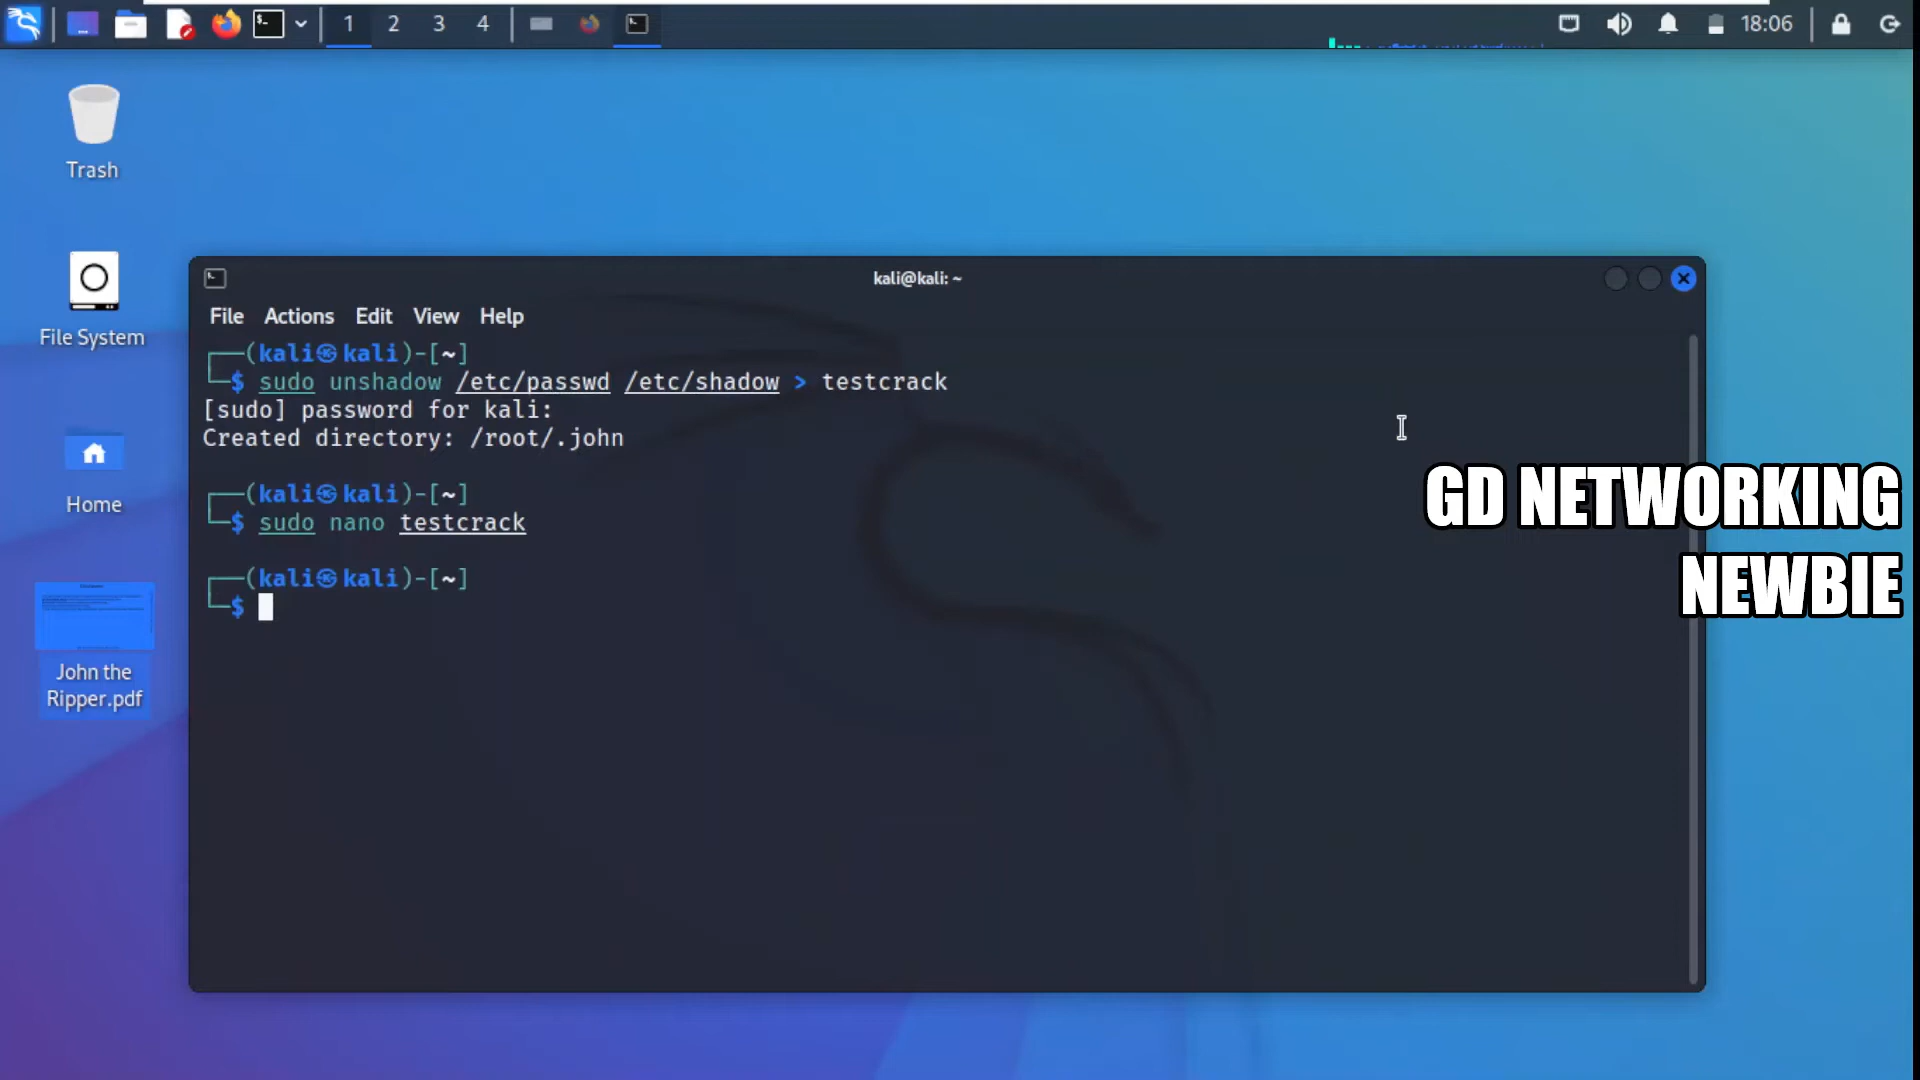 1 2 3 4 18:06
Trash
File System
Home
John the
Ripper.pdf
kali@kali: ~
File Actions Edit View Help
┌──(kali㉿kali)-[~]
└─$ sudo unshadow /etc/passwd /etc/shadow > testcrack
[sudo] password for kali:
Created directory: /root/.john
┌──(kali㉿kali)-[~]
└─$ sudo nano testcrack
┌──(kali㉿kali)-[~]
└─$
GD NETWORKING
NEWBIE